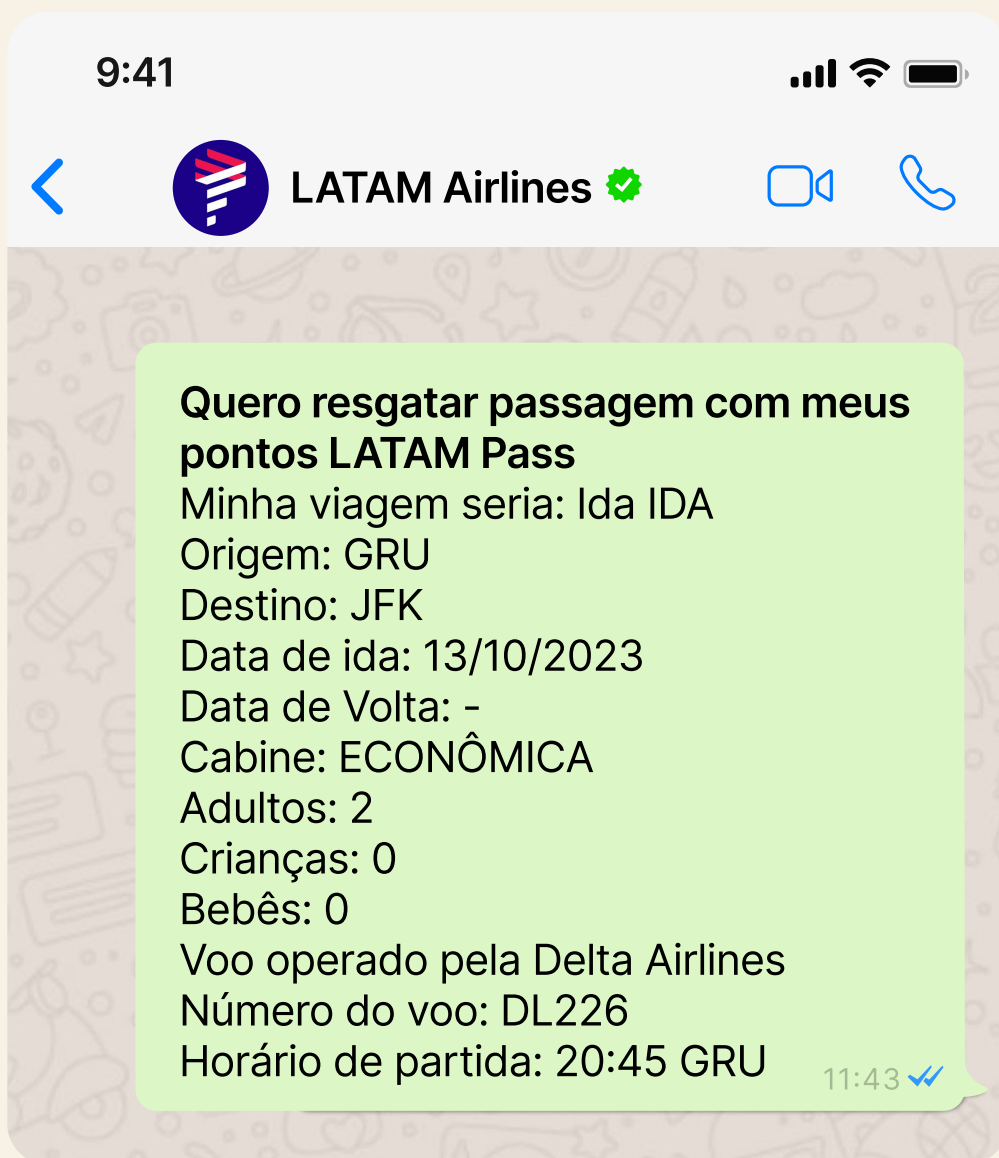 9:41
LATAM Airlines
Quero resgatar passagem com meus
pontos LATAM Pass
Minha viagem seria: Ida IDA
Origem: GRU
Destino: JFK
Data de ida: 13/10/2023
Data de Volta: -
Cabine: ECONÔMICA
Adultos: 2
Crianças: 0
Bebês: 0
Voo operado pela Delta Airlines
Número do voo: DL226
Horário de partida: 20:45 GRU
11:43